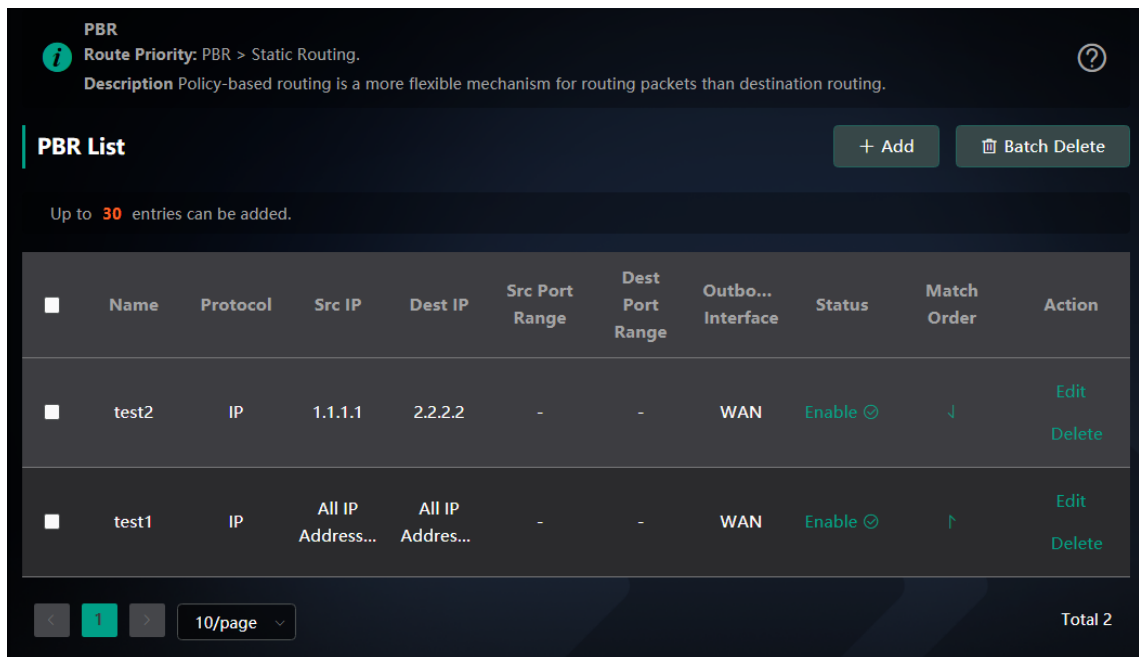 PBR
Route Priority: PBR > Static Routing.
Description Policy-based routing is a more flexible mechanism for routing packets than destination routing.
PBR List
+ Add
Batch Delete
Up to 30 entries can be added.
Name Protocol Src IP Dest IP Src Port Range Dest Port Range Outbo... Interface Status Match Order Action
test2 IP 1.1.1.1 2.2.2.2 - - WAN Enable Edit
Delete
test1 IP All IP Address... All IP Addres... - - WAN Enable Edit
Delete
< 1 > 10/page Total 2